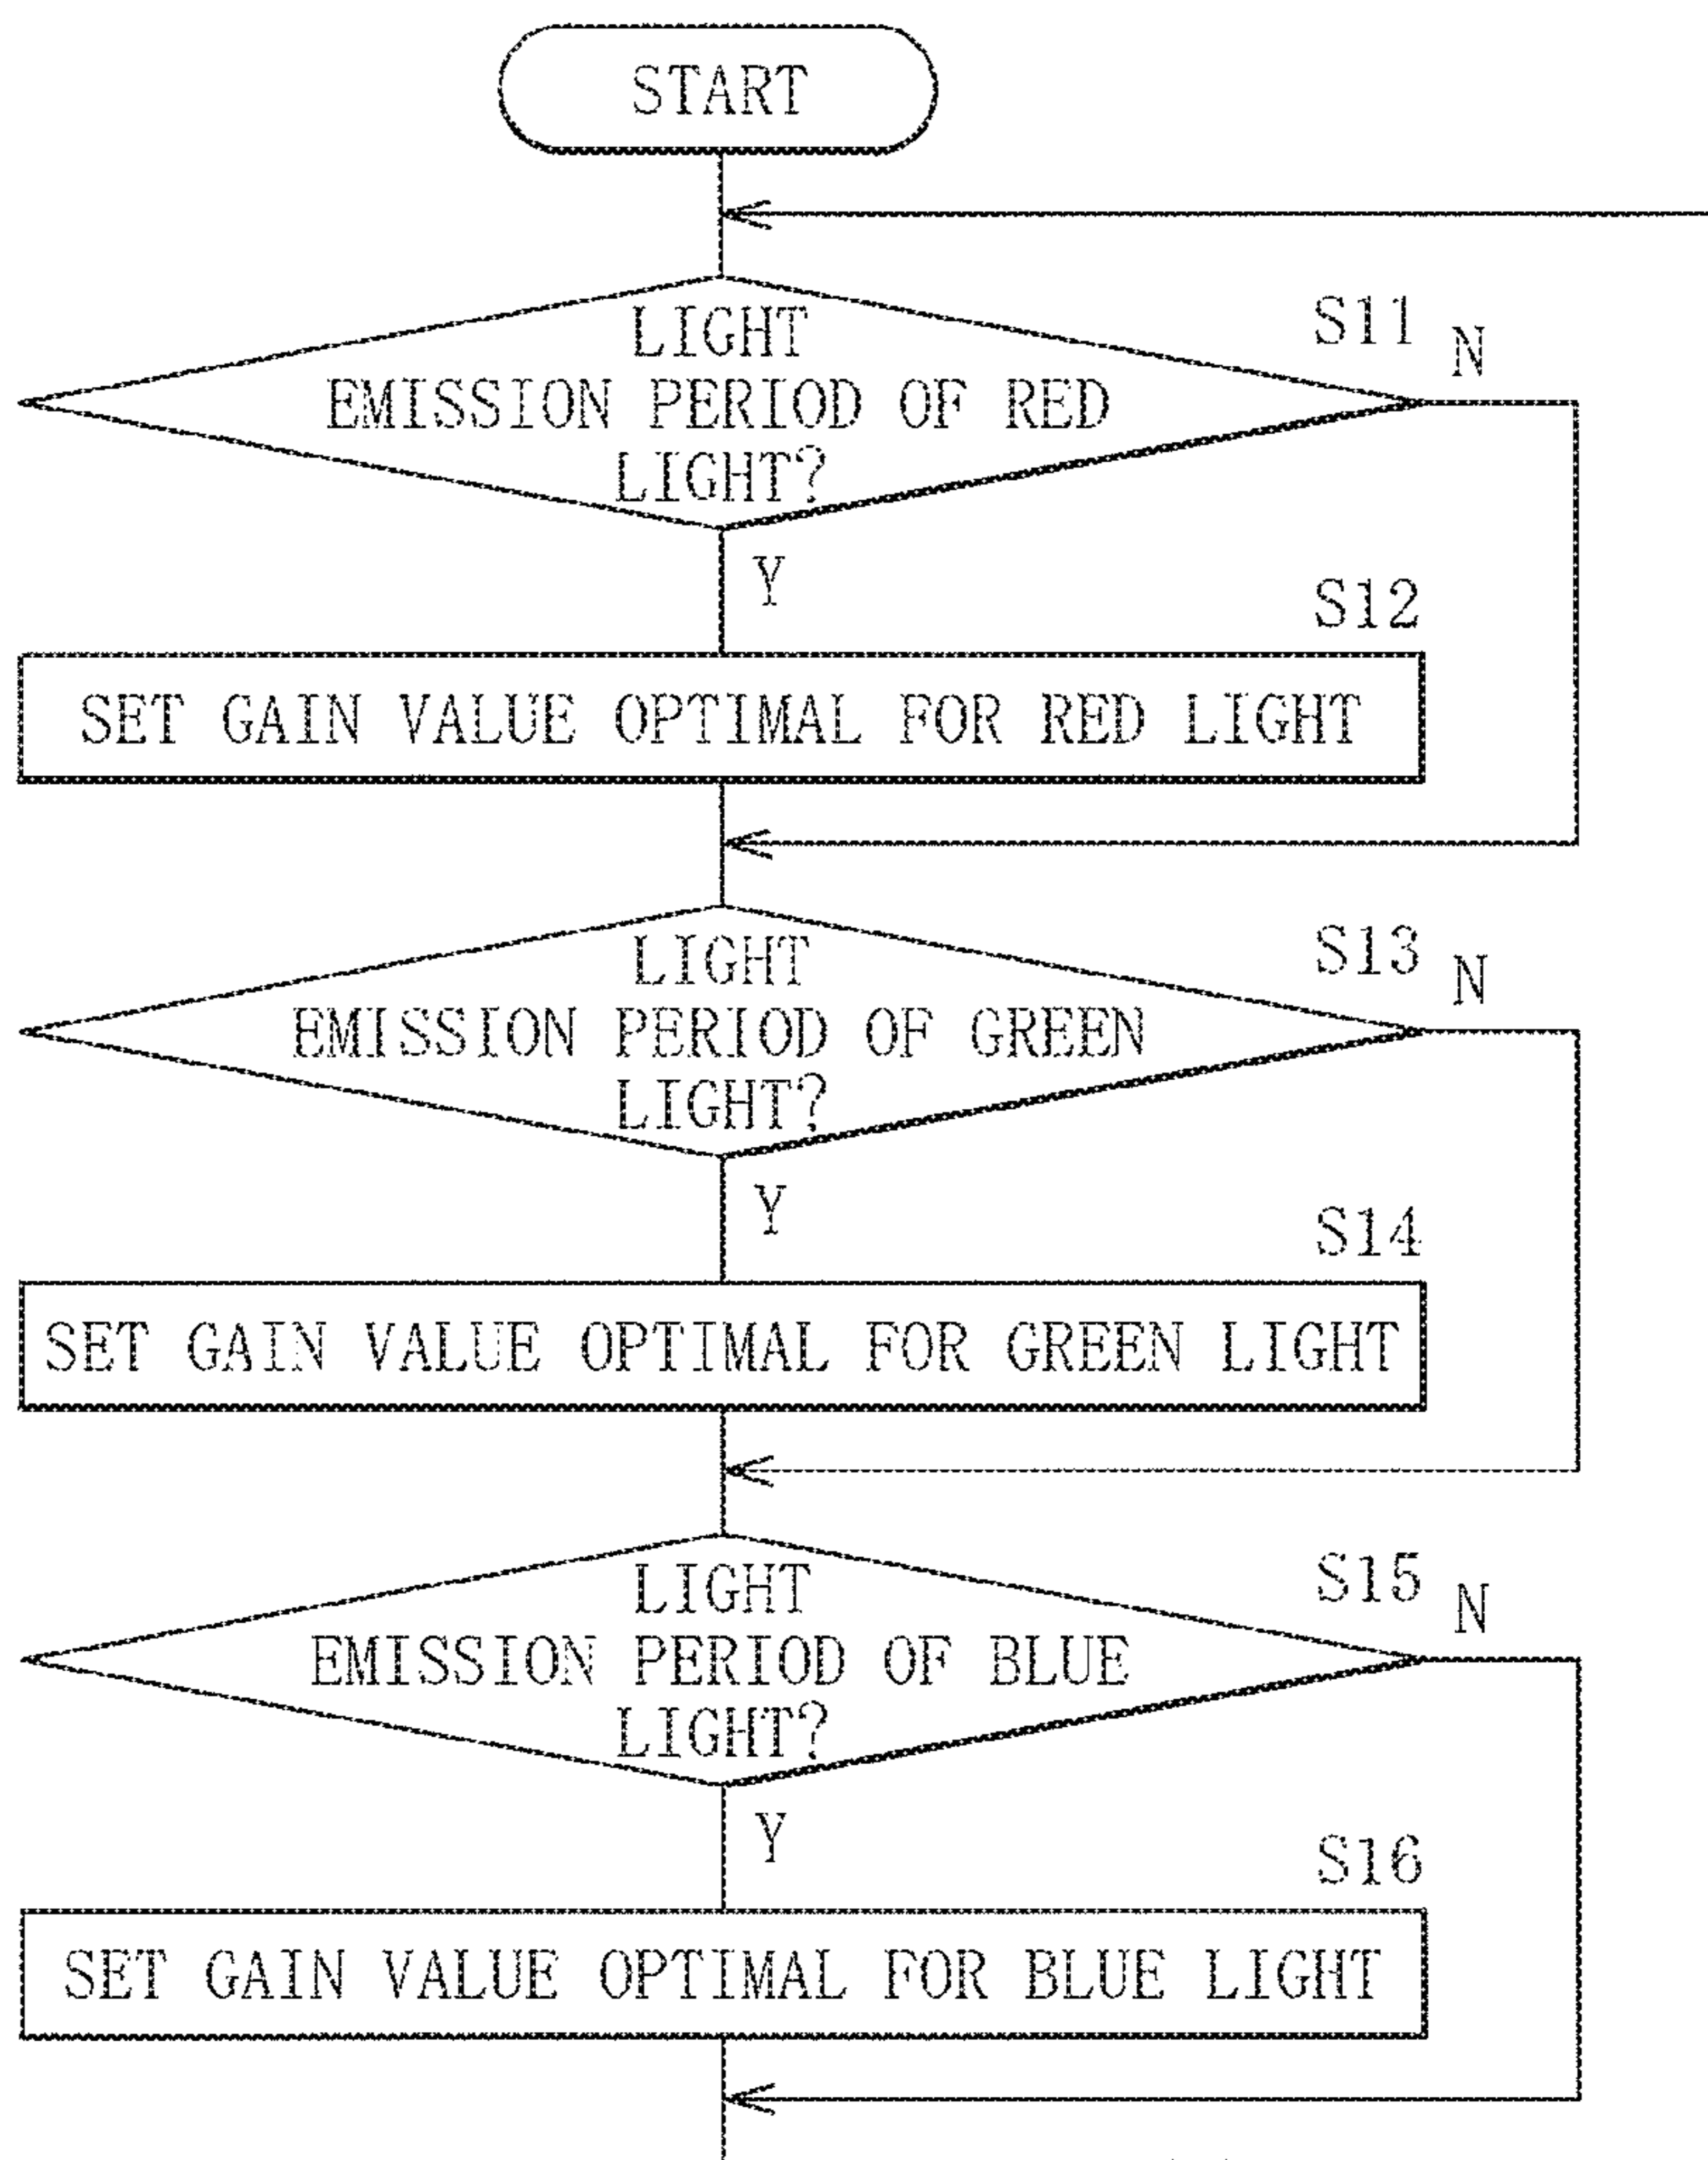 START
S11
N
LIGHT
EMISSION PERIOD OF RED
LIGHT?
Y
S12
SET GAIN VALUE OPTIMAL FOR RED LIGHT
S13
N
LIGHT
EMISSION PERIOD OF GREEN
LIGHT?
Y
S14
SET GAIN VALUE OPTIMAL FOR GREEN LIGHT
S15
N
LIGHT
EMISSION PERIOD OF BLUE
LIGHT?
Y
S16
SET GAIN VALUE OPTIMAL FOR BLUE LIGHT